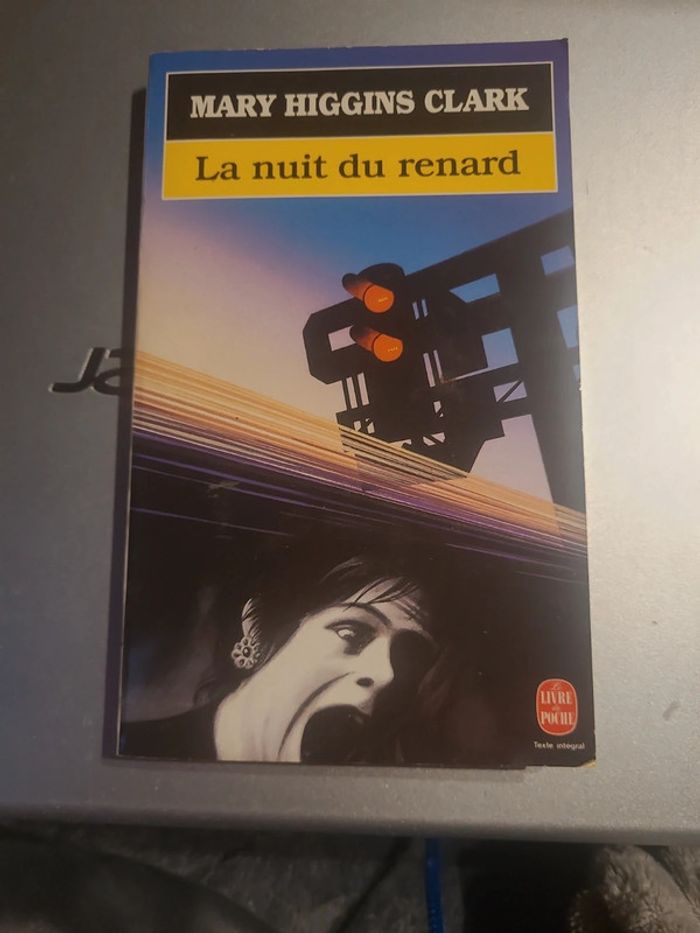 MARY HIGGINS CLARK
La nuit du renard
Le
LIVRE
de
POCHE
Texte intégral